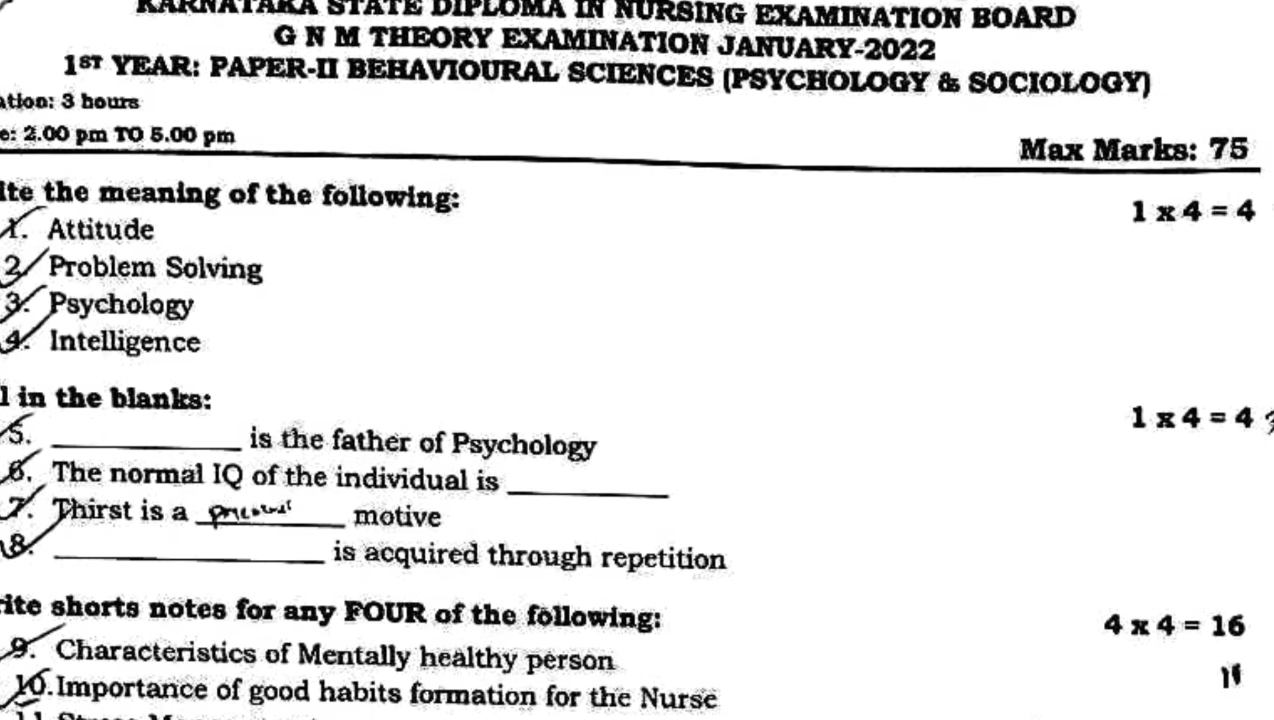 KARNATAKA STATE DIPLOMA IN NURSING EXAMINATION BOARD
G N M THEORY EXAMINATION JANUARY-2022
1ST YEAR: PAPER-II BEHAVIOURAL SCIENCES (PSYCHOLOGY & SOCIOLOGY)
ation: 3 hours
e: 2.00 pm TO 5.00 pm
Max Marks: 75
ite the meaning of the following: 1 x 4 = 4
1. Attitude
2. Problem Solving
3. Psychology
4. Intelligence
l in the blanks: 1 x 4 = 4
5. ____________ is the father of Psychology
6. The normal IQ of the individual is __________
7. Thirst is a __________ motive
8. ________________ is acquired through repetition
rite shorts notes for any FOUR of the following: 4 x 4 = 16
9. Characteristics of Mentally healthy person
10. Importance of good habits formation for the Nurse